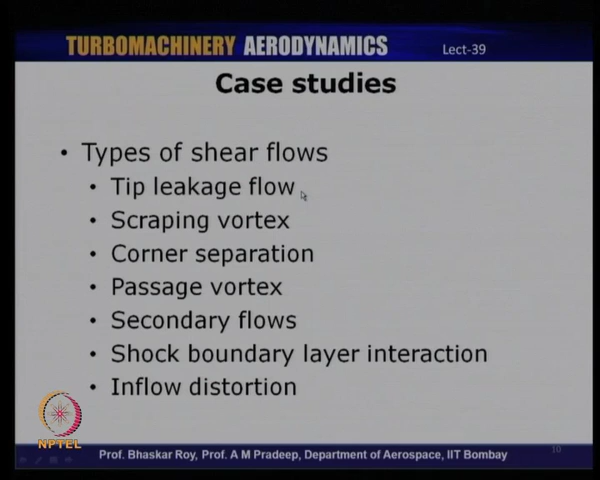 TURBOMACHINERY AERODYNAMICS Lect-39
Case studies
• Types of shear flows
• Tip leakage flow
• Scraping vortex
• Corner separation
• Passage vortex
• Secondary flows
• Shock boundary layer interaction
• Inflow distortion
NPTEL
Prof. Bhaskar Roy, Prof. A M Pradeep, Department of Aerospace, IIT Bombay 10